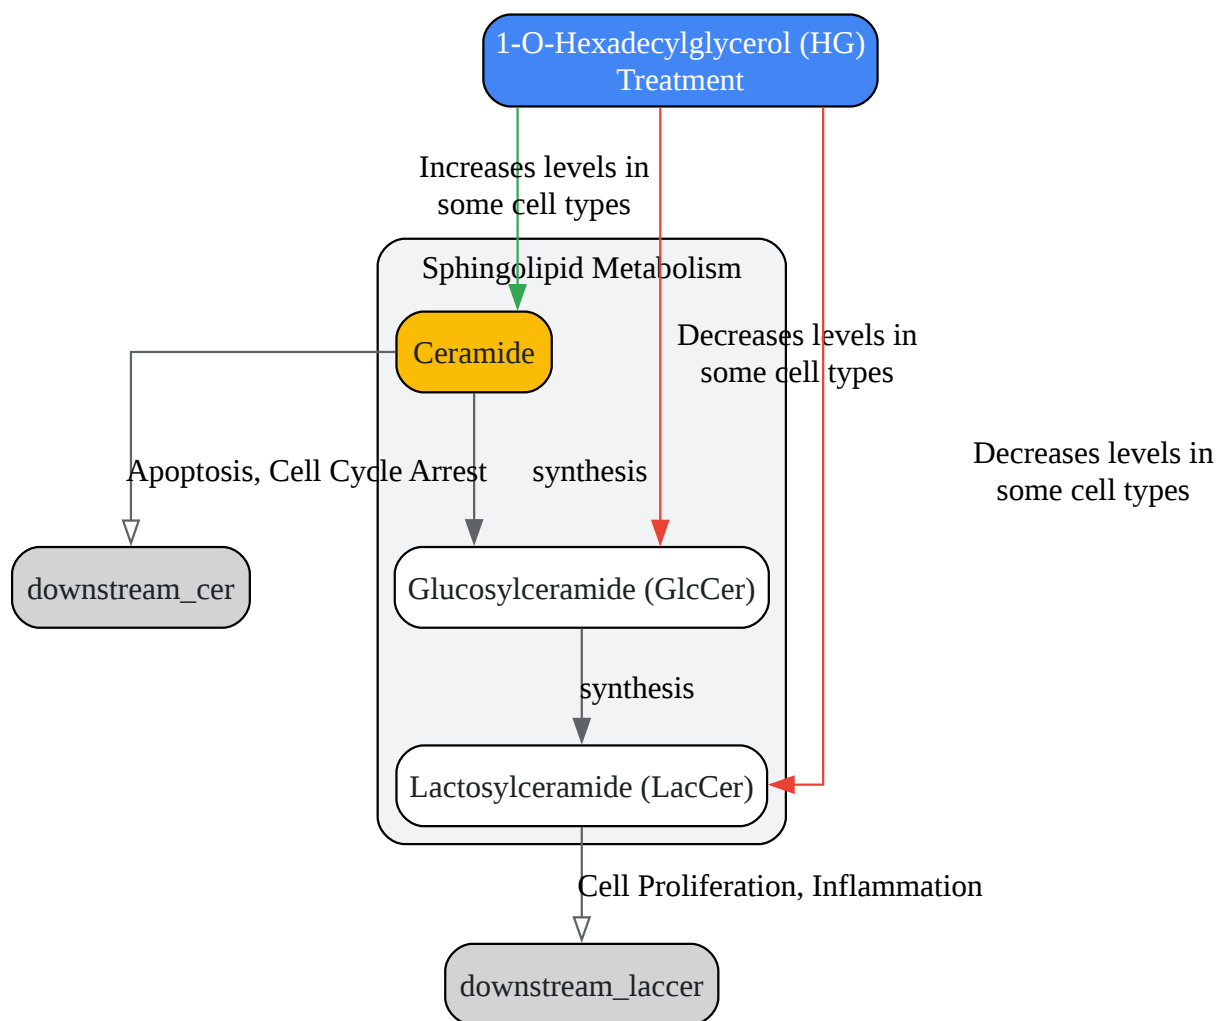 1-O-Hexadecylglycerol (HG)
Treatment
Increases levels in
some cell types
Sphingolipid Metabolism
Decreases levels in
some cell types
Ceramide
Decreases levels in
some cell types
Apoptosis, Cell Cycle Arrest
synthesis
downstream_cer
Glucosylceramide (GlcCer)
synthesis
Lactosylceramide (LacCer)
Cell Proliferation, Inflammation
downstream_laccer